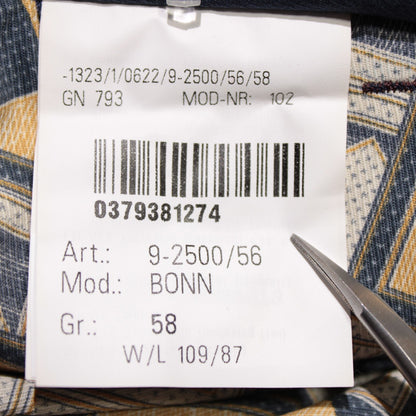 -1323/1/0622/9-2500/56/58
GN 793 MOD-NR: 102
0379381274
Art.: 9-2500/56
Mod.: BONN
Gr.: 58
W/L 109/87